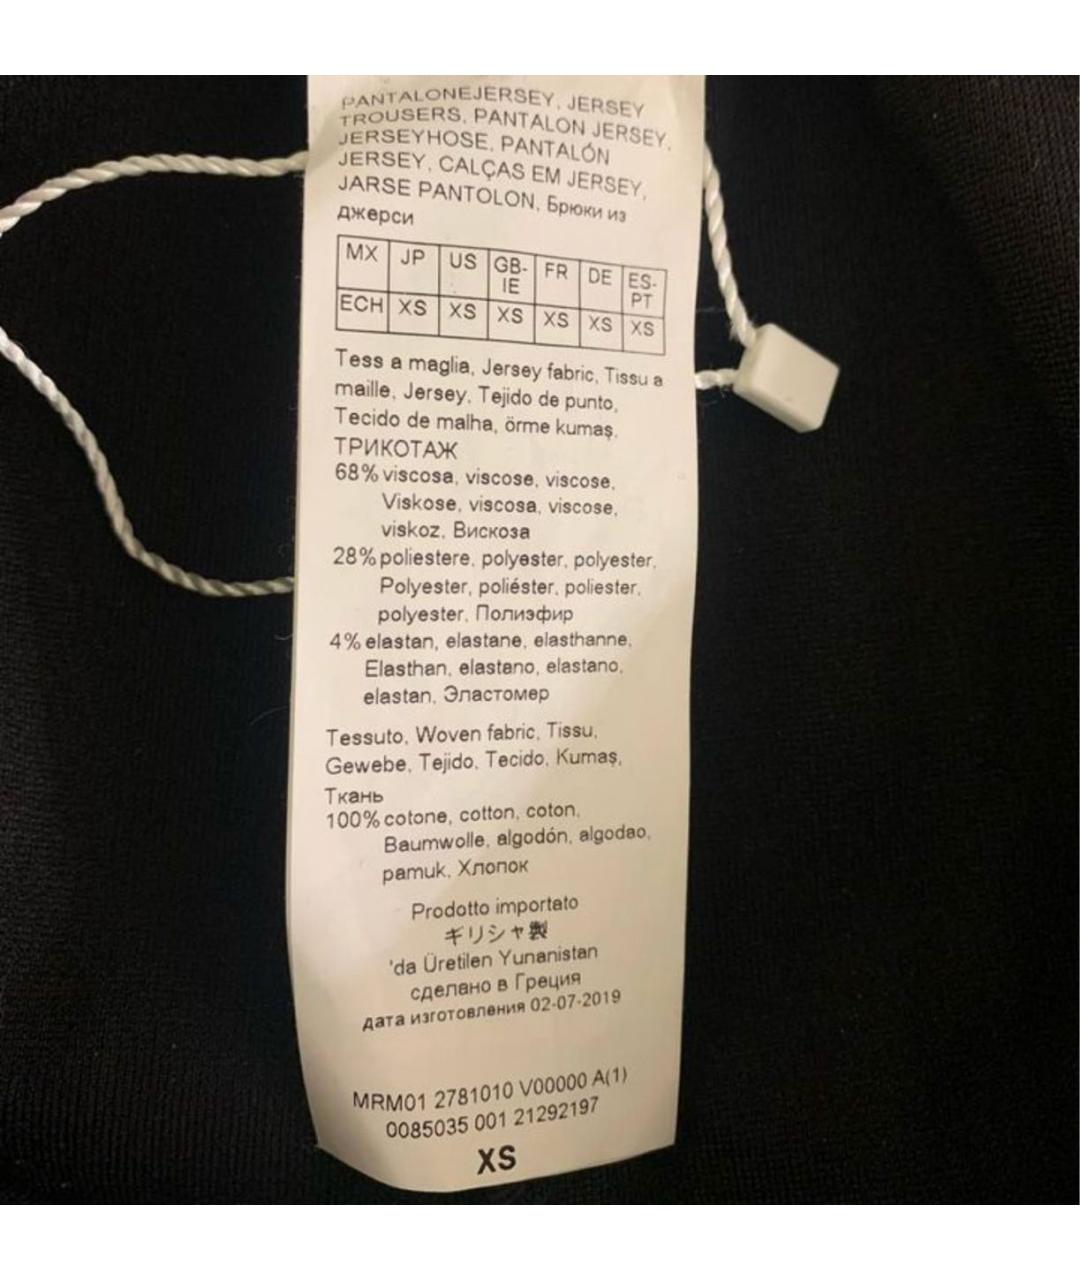 PANTALONEJERSEY, JERSEY
TROUSERS, PANTALON JERSEY,
JERSEYHOSE, PANTALÓN
JERSEY, CALÇAS EM JERSEY,
JARSE PANTOLON, Брюки из
джерси
MX JP US GB-IE FR DE ES-PT
ECH XS XS XS XS XS XS
Tess a maglia, Jersey fabric, Tissu a
maille, Jersey, Tejido de punto,
Tecido de malha, örme kumaş,
ТРИКОТАЖ
68% viscosa, viscose, viscose,
Viskose, viscosa, viscose,
viskoz, Вискоза
28% poliestere, polyester, polyester,
Polyester, poliéster, poliester,
polyester, Полиэфир
4% elastan, elastane, elasthanne,
Elasthan, elastano, elastano,
elastan, Эластомер
Tessuto, Woven fabric, Tissu,
Gewebe, Tejido, Tecido, Kumaş,
Ткань
100% cotone, cotton, coton,
Baumwolle, algodón, algodao,
pamuk, Хлопок
Prodotto importato
ギリシャ製
'da Üretilen Yunanistan
сделано в Греция
дата изготовления 02-07-2019
MRM01 2781010 V00000 A(1)
0085035 001 21292197
XS